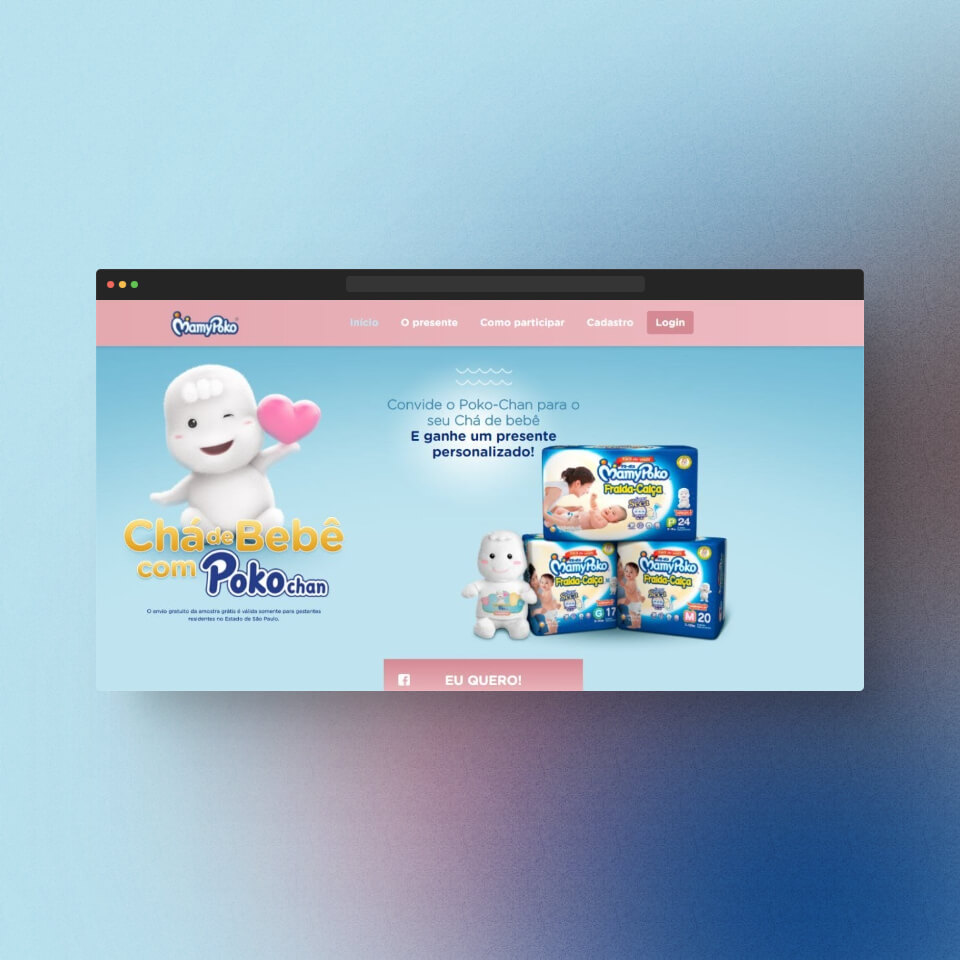 MamyPoko
Início
O presente
Como participar
Cadastro
Login
Convide o Poko-Chan para o
seu Chá de bebê
E ganhe um presente
personalizado!
Chá de Bebê
com Poko chan
O envio gratuito da amostra grátis é válida somente para gestantes
residentes no Estado de São Paulo.
MamyPoko
Fralda-Calça
P 24
MamyPoko
Fralda-Calça
G 17
MamyPoko
Fralda-Calça
M 20
EU QUERO!